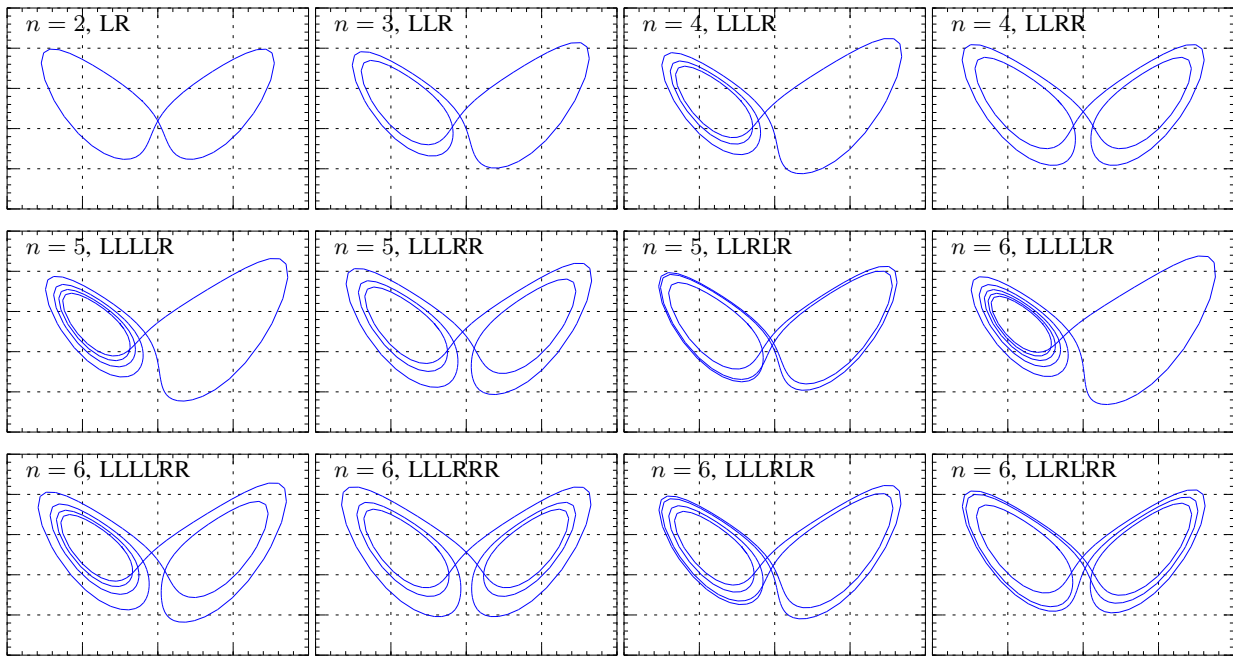 n = 2, LR
n = 3, LLR
n = 4, LLLR
n = 4, LLRR
n = 5, LLLLR
n = 5, LLLRR
n = 5, LLRLR
n = 6, LLLLLR
n = 6, LLLLRR
n = 6, LLLRRR
n = 6, LLLRLR
n = 6, LLRLRR